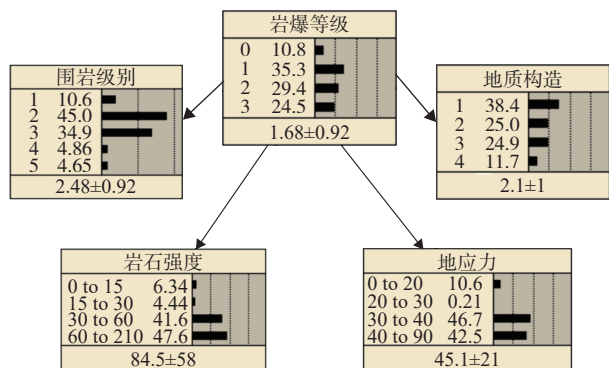 岩爆等级
0 10.8
1 35.3
2 29.4
3 24.5
1.68±0.92
围岩级别
1 10.6
2 45.0
3 34.9
4 4.86
5 4.65
2.48±0.92
地质构造
1 38.4
2 25.0
3 24.9
4 11.7
2.1±1
岩石强度
0 to 15 6.34
15 to 30 4.44
30 to 60 41.6
60 to 210 47.6
84.5±58
地应力
0 to 20 10.6
20 to 30 0.21
30 to 40 46.7
40 to 90 42.5
45.1±21